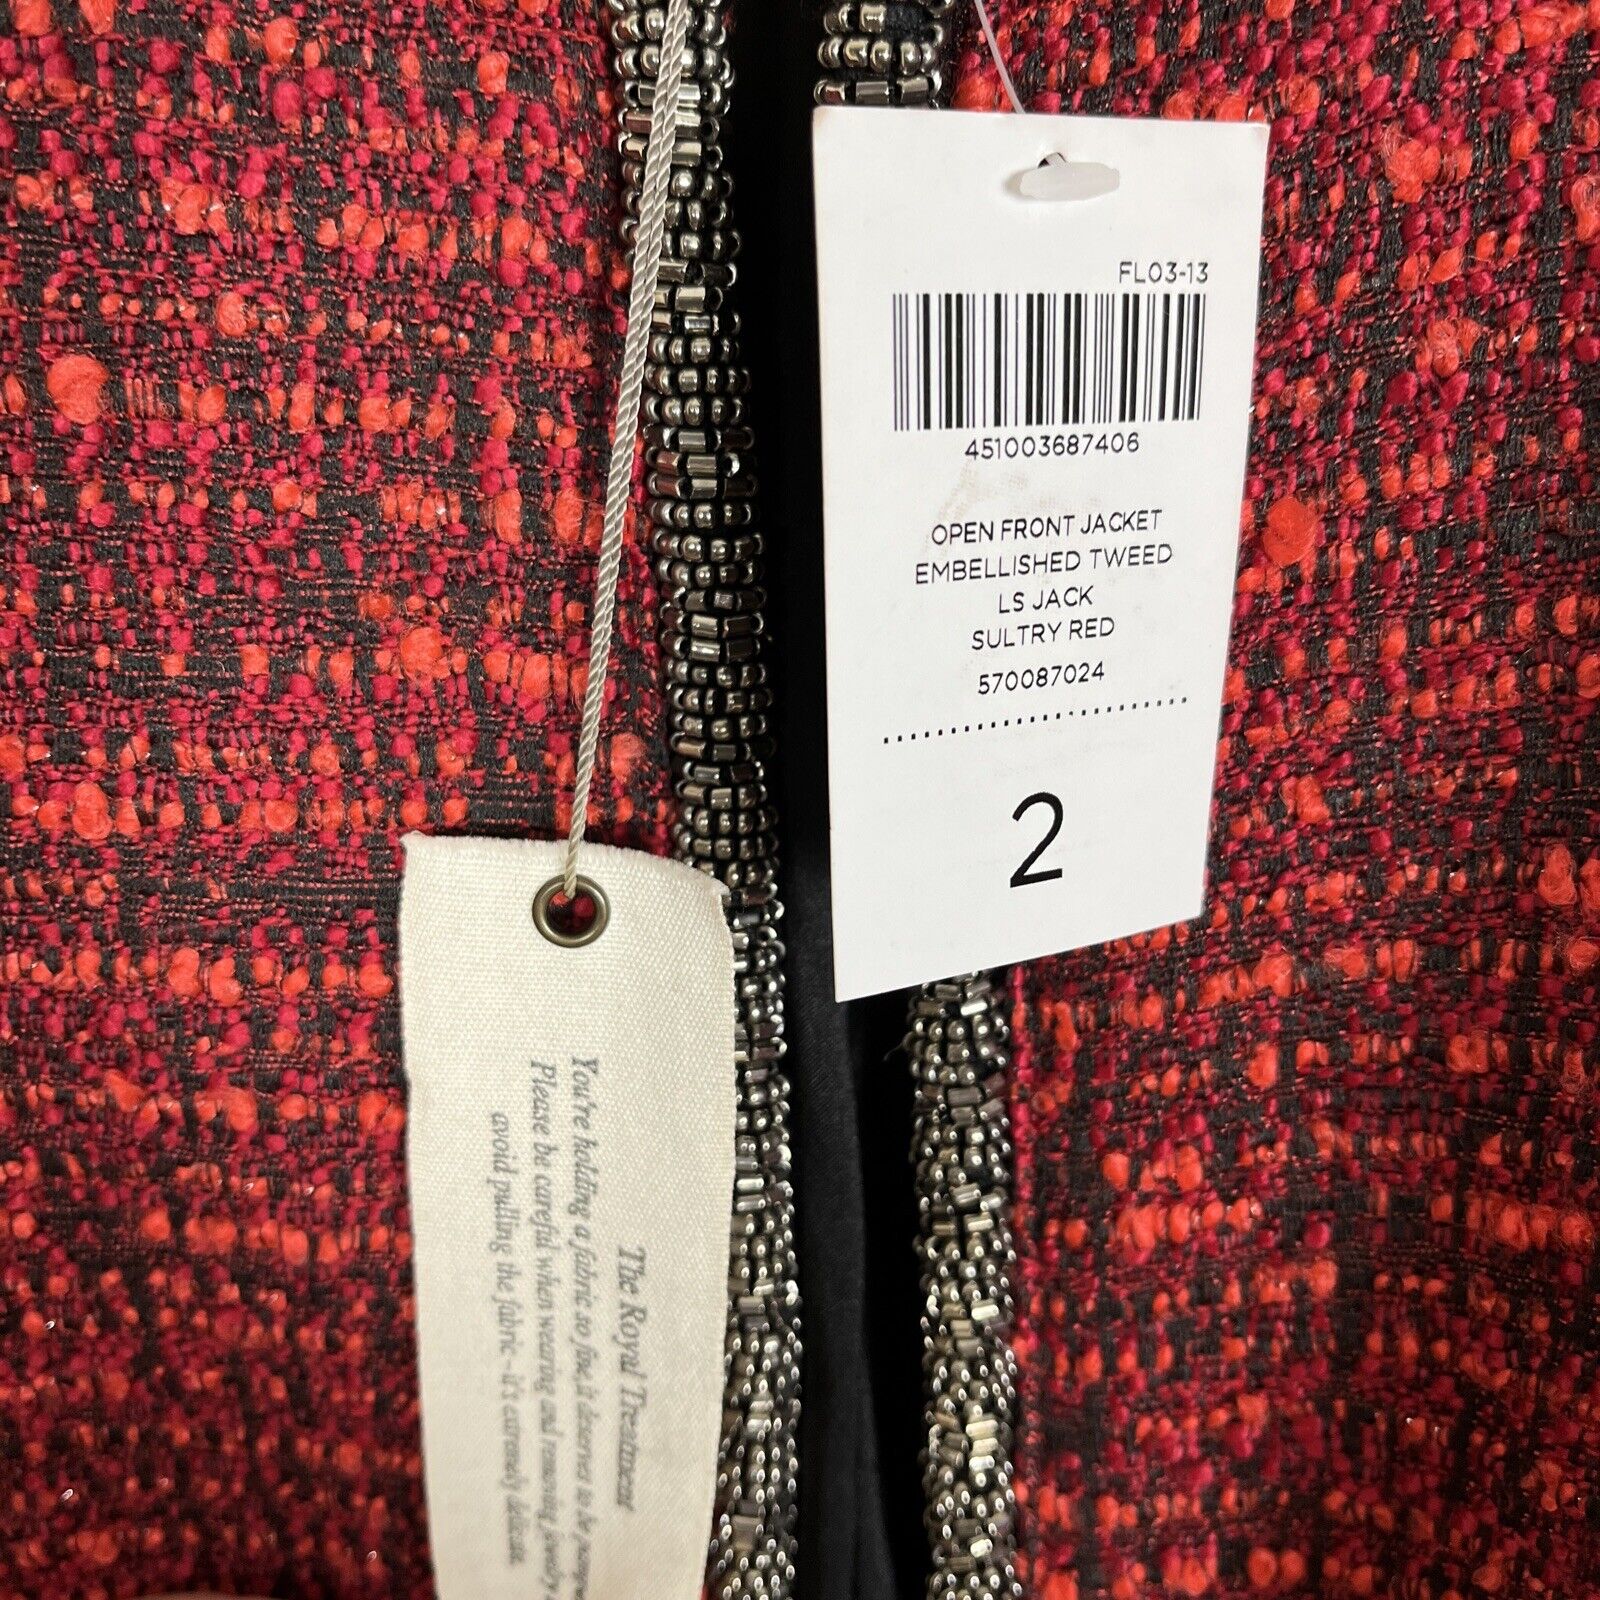 FL03-13
451003687406
OPEN FRONT JACKET
EMBELLISHED TWEED
LS JACK
SULTRY RED
570087024
2
The Royal Treatment
You're holding a fabric so fine, it deserves to be
Please be careful when wearing and removing jewelry
avoid pulling the fabric - it's extremely delicate